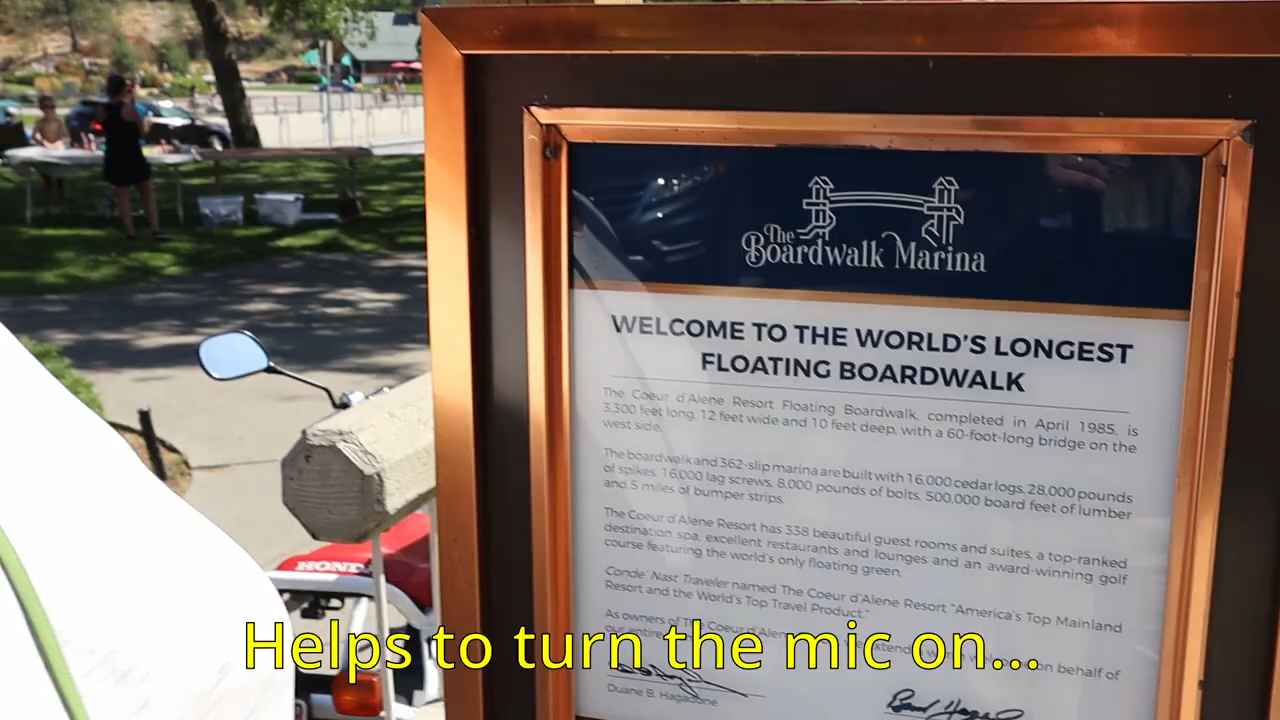 The
Boardwalk Marina
WELCOME TO THE WORLD'S LONGEST
FLOATING BOARDWALK
The Coeur d'Alene Resort Floating Boardwalk, completed in April 1985, is
3,300 feet long, 12 feet wide and 10 feet deep, with a 60-foot-long bridge on the
west side.
The boardwalk and 362-slip marina are built with 16,000 cedar logs, 28,000 pounds
of spikes, 16,000 lag screws, 8,000 pounds of bolts, 500,000 board feet of lumber
and 5 miles of bumper strips.
The Coeur d'Alene Resort has 338 beautiful guest rooms and suites, a top-ranked
destination spa, excellent restaurants and lounges and an award-winning golf
course featuring the world's only floating green.
Conde' Nast Traveler named The Coeur d'Alene Resort "America's Top Mainland
Resort and the World's Top Travel Product."
As owners of The Coeur d'Alene extend on behalf of
our entire
HONDA
Helps to turn the mic on...
Duane B. Hagadone